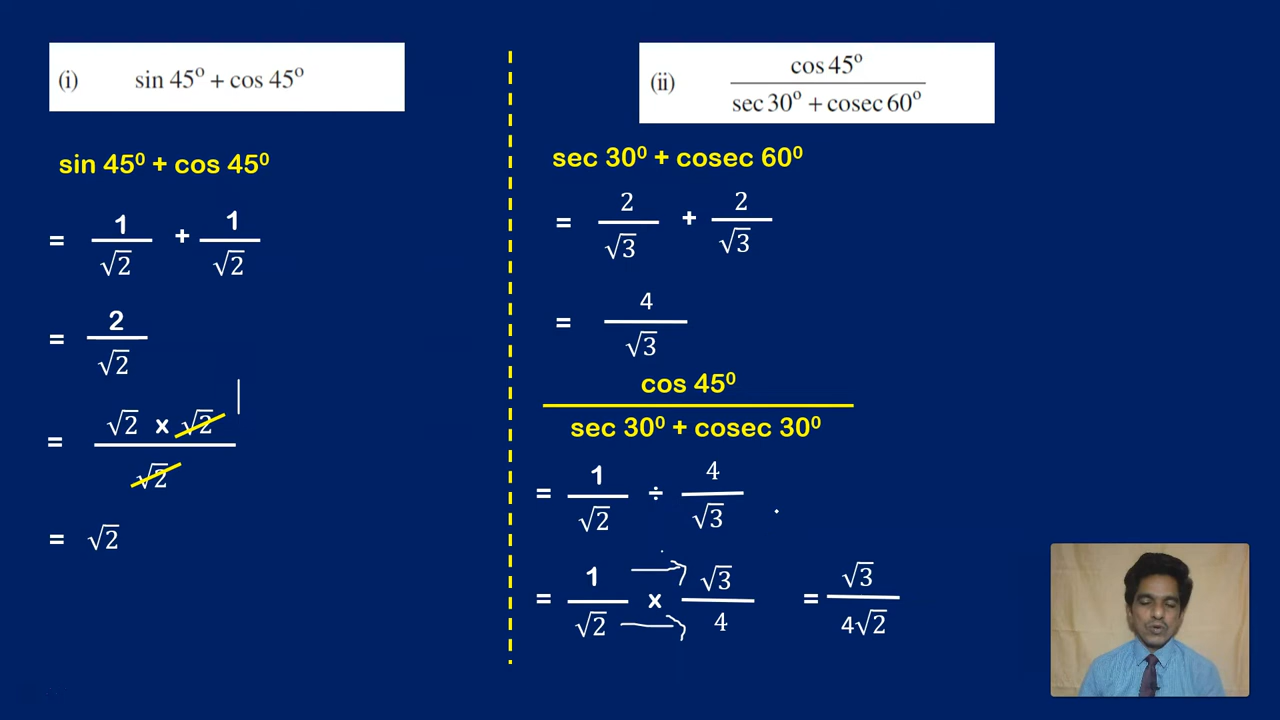 (i) sin 45° + cos 45°
sin 45⁰ + cos 45⁰
= 1/√2 + 1/√2
= 2/√2
= √2 x √2 / √2
= √2
(ii) cos 45° / sec 30° + cosec 60°
sec 30⁰ + cosec 60⁰
= 2/√3 + 2/√3
= 4/√3
cos 45⁰
sec 30⁰ + cosec 30⁰
= 1/√2 ÷ 4/√3
= 1/√2 x √3/4 = √3/4√2